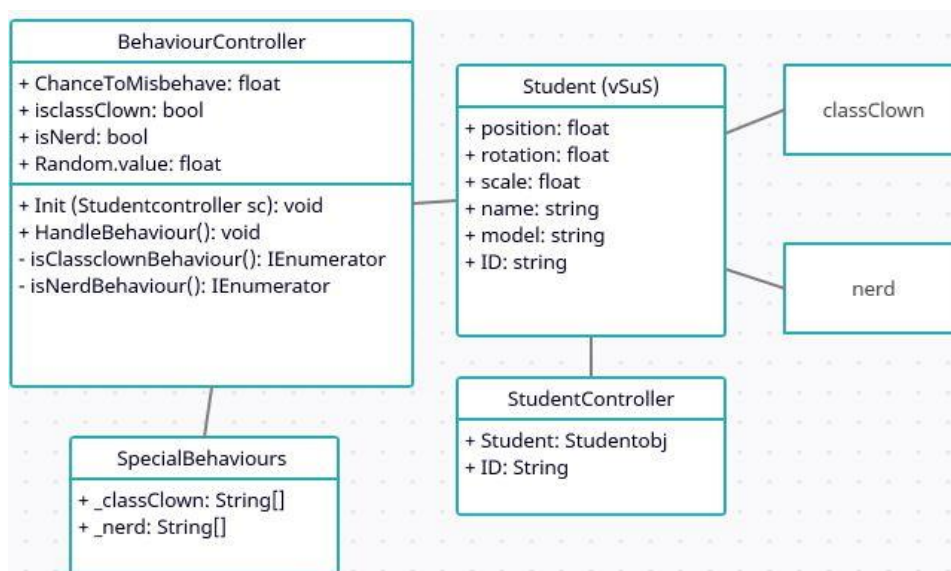 BehaviourController
+ ChanceToMisbehave: float
+ isclassClown: bool
+ isNerd: bool
+ Random.value: float
+ Init (Studentcontroller sc): void
+ HandleBehaviour(): void
- isClassclownBehaviour(): IEnumerator
- isNerdBehaviour(): IEnumerator
SpecialBehaviours
+ _classClown: String[]
+ _nerd: String[]
Student (vSuS)
+ position: float
+ rotation: float
+ scale: float
+ name: string
+ model: string
+ ID: string
StudentController
+ Student: Studentobj
+ ID: String
classClown
nerd